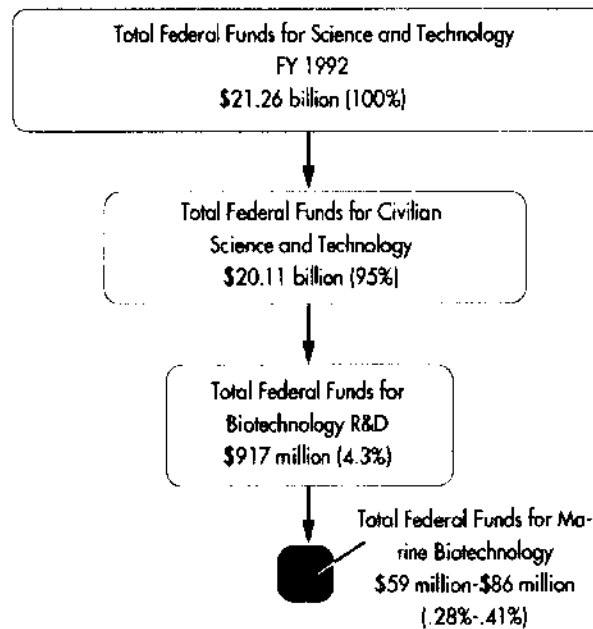 Total Federal Funds for Science and Technology
FY 1992
$21.26 billion (100%)
Total Federal Funds for Civilian
Science and Technology
$20.11 billion (95%)
Total Federal Funds for
Biotechnology R&D
$917 million (4.3%)
Total Federal Funds for Ma-
rine Biotechnology
$59 million-$86 million
(.28%-.41%)